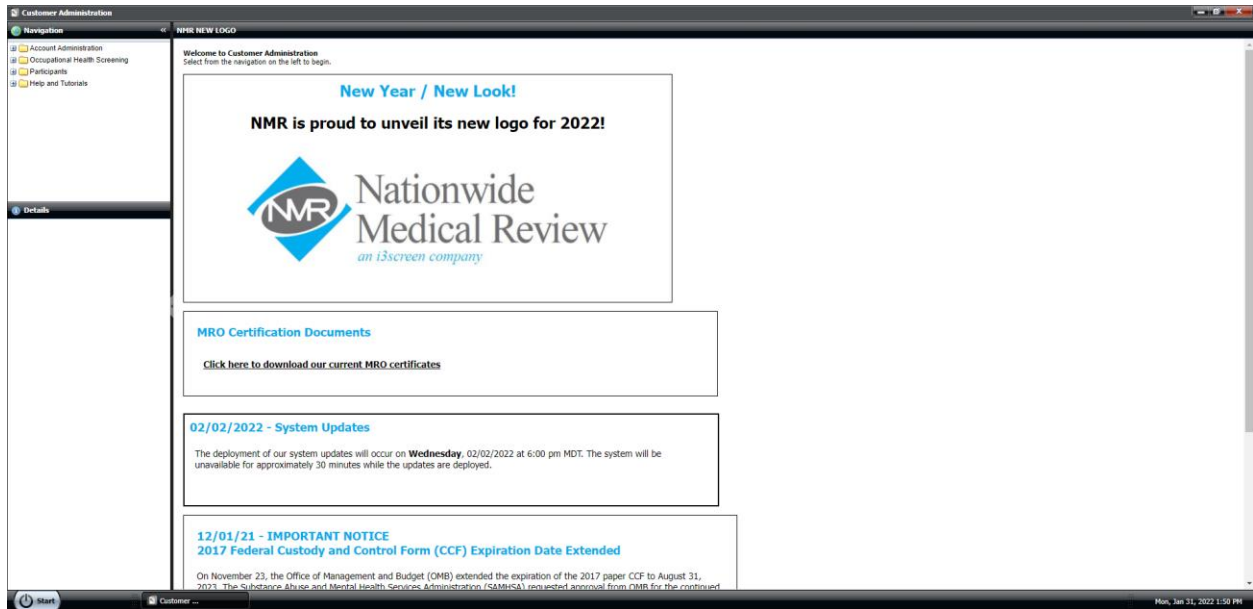 Customer Administration
Navigation
«
NMR NEW LOGO
Account Administration
Occupational Health Screening
Participants
Help and Tutorials
Details
Welcome to Customer Administration
Select from the navigation on the left to begin.
New Year / New Look!
NMR is proud to unveil its new logo for 2022!
NMR
Nationwide
Medical Review
an i3screen company
MRO Certification Documents
Click here to download our current MRO certificates
02/02/2022 - System Updates
The deployment of our system updates will occur on Wednesday, 02/02/2022 at 6:00 pm MDT. The system will be
unavailable for approximately 30 minutes while the updates are deployed.
12/01/21 - IMPORTANT NOTICE
2017 Federal Custody and Control Form (CCF) Expiration Date Extended
On November 23, the Office of Management and Budget (OMB) extended the expiration of the 2017 paper CCF to August 31,
2023. The Substance Abuse and Mental Health Services Administration (SAMHSA) requested approval from OMB for the continued
Start
Customer ...
Mon, Jan 31, 2022 1:50 PM